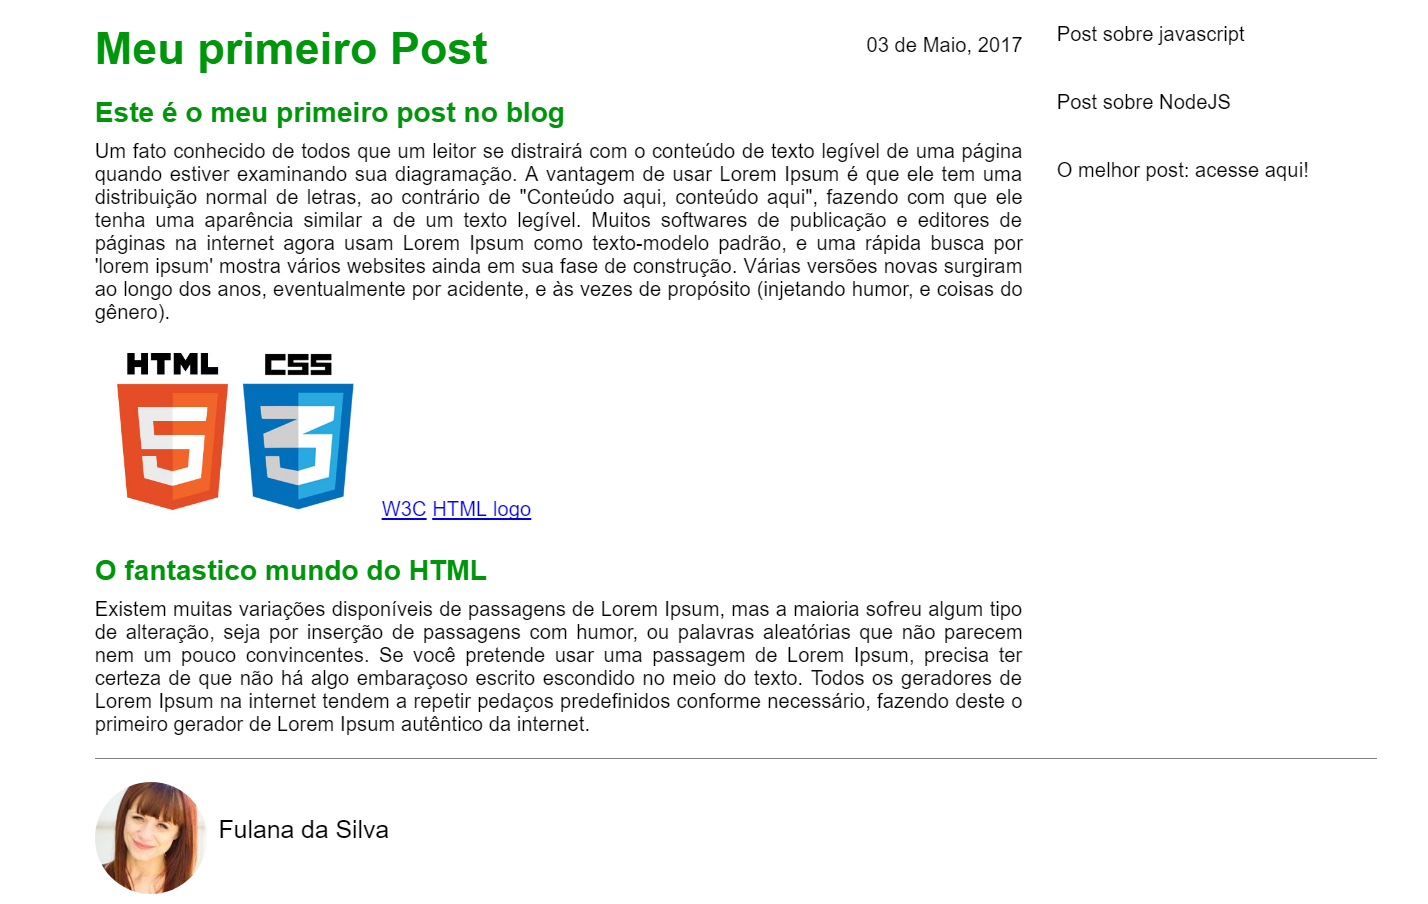 Meu primeiro Post
03 de Maio, 2017
Este é o meu primeiro post no blog
Um fato conhecido de todos que um leitor se distrairá com o conteúdo de texto legível de uma página
quando estiver examinando sua diagramação. A vantagem de usar Lorem Ipsum é que ele tem uma
distribuição normal de letras, ao contrário de "Conteúdo aqui, conteúdo aqui", fazendo com que ele
tenha uma aparência similar a de um texto legível. Muitos softwares de publicação e editores de
páginas na internet agora usam Lorem Ipsum como texto-modelo padrão, e uma rápida busca por
'lorem ipsum' mostra vários websites ainda em sua fase de construção. Várias versões novas surgiram
ao longo dos anos, eventualmente por acidente, e às vezes de propósito (injetando humor, e coisas do
gênero).
HTML CSS
5 3
W3C HTML logo
O fantastico mundo do HTML
Existem muitas variações disponíveis de passagens de Lorem Ipsum, mas a maioria sofreu algum tipo
de alteração, seja por inserção de passagens com humor, ou palavras aleatórias que não parecem
nem um pouco convincentes. Se você pretende usar uma passagem de Lorem Ipsum, precisa ter
certeza de que não há algo embaraçoso escrito escondido no meio do texto. Todos os geradores de
Lorem Ipsum na internet tendem a repetir pedaços predefinidos conforme necessário, fazendo deste o
primeiro gerador de Lorem Ipsum autêntico da internet.
Post sobre javascript
Post sobre NodeJS
O melhor post: acesse aqui!
Fulana da Silva